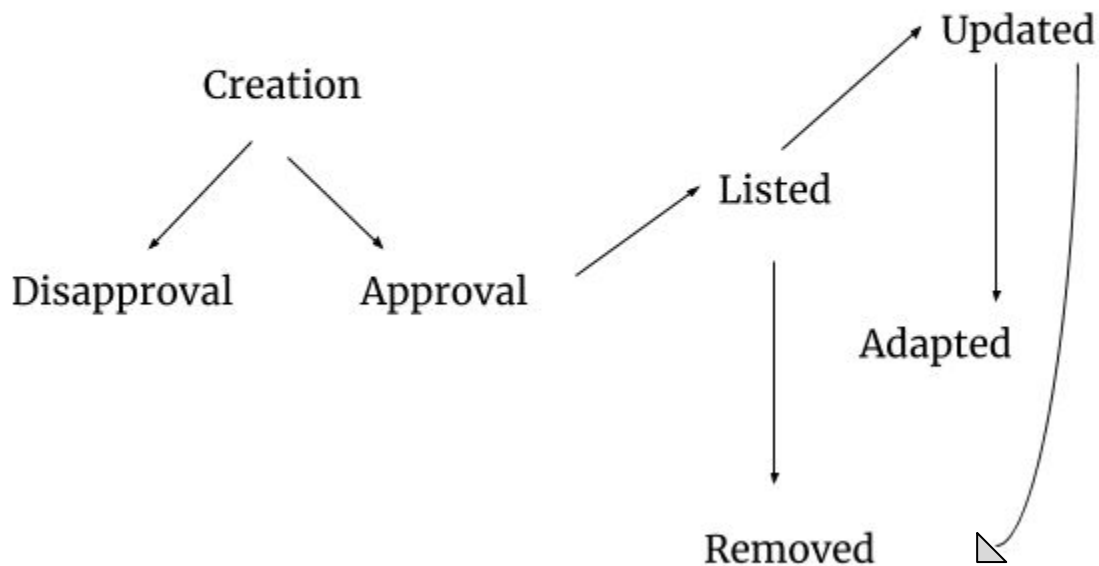 Updated
Creation
Listed
Disapproval
Approval
Adapted
Removed